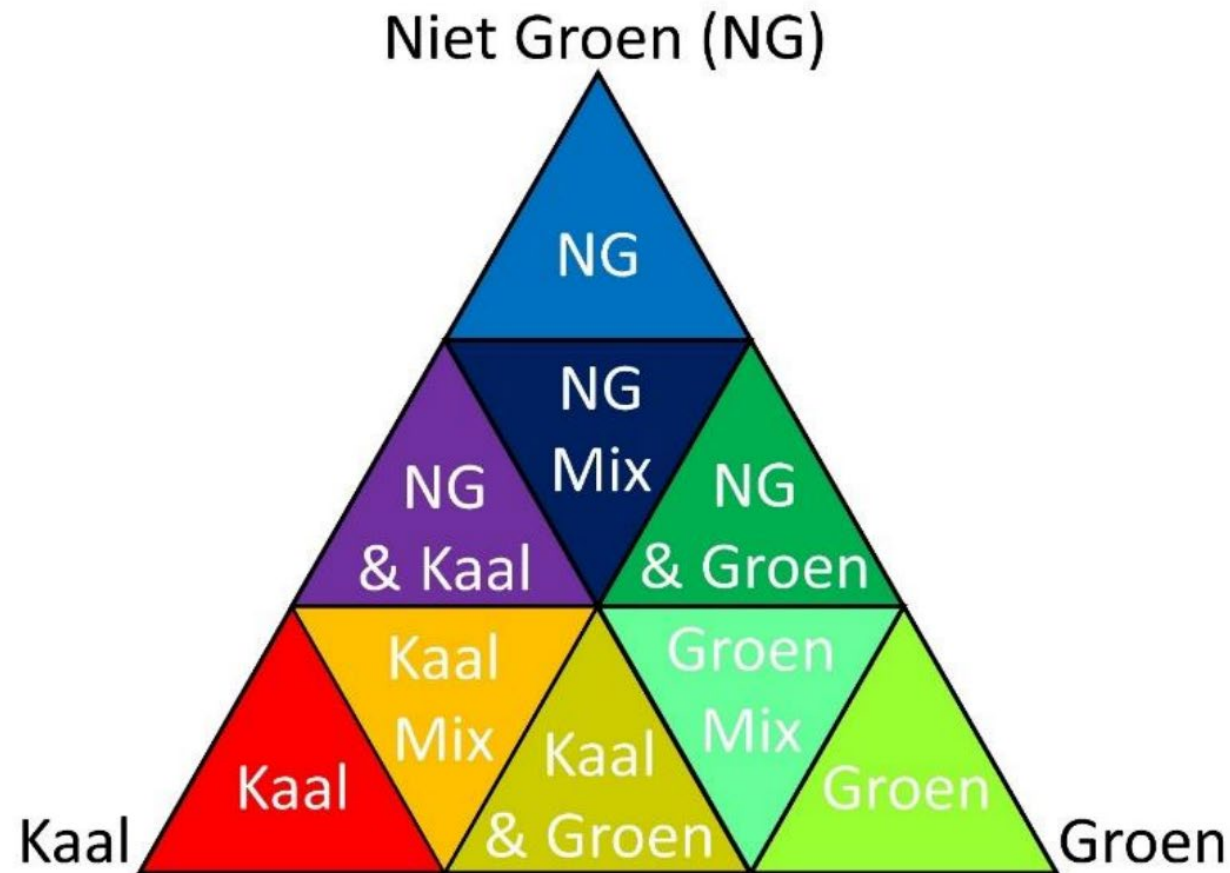 Niet Groen (NG)
NG
NG
Mix
NG
& Kaal
NG
& Groen
Kaal
Kaal
Mix
Kaal
& Groen
Groen
Mix
Groen
Kaal
Groen